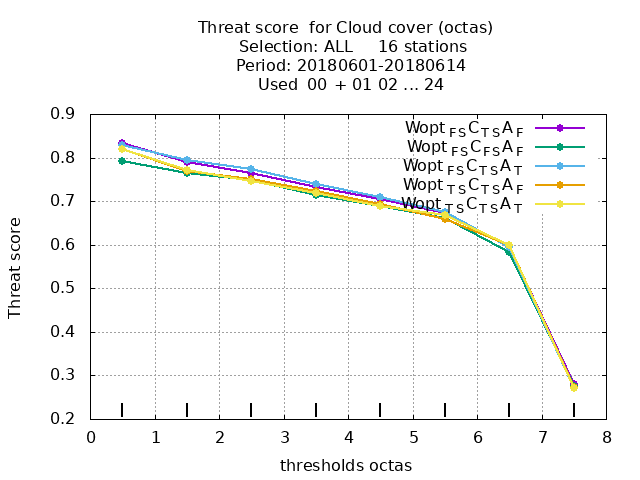 Threat score for Cloud cover (octas)
Selection: ALL 16 stations
Period: 20180601-20180614
Used 00 + 01 02 ... 24
Wopt FS C TS A F
Wopt FS C FS A F
Wopt FS C TS A T
Wopt TS C TS A F
Wopt TS C TS A T
0.9
0.8
0.7
0.6
0.5
0.4
0.3
0.2
Threat score
0 1 2 3 4 5 6 7 8
thresholds octas